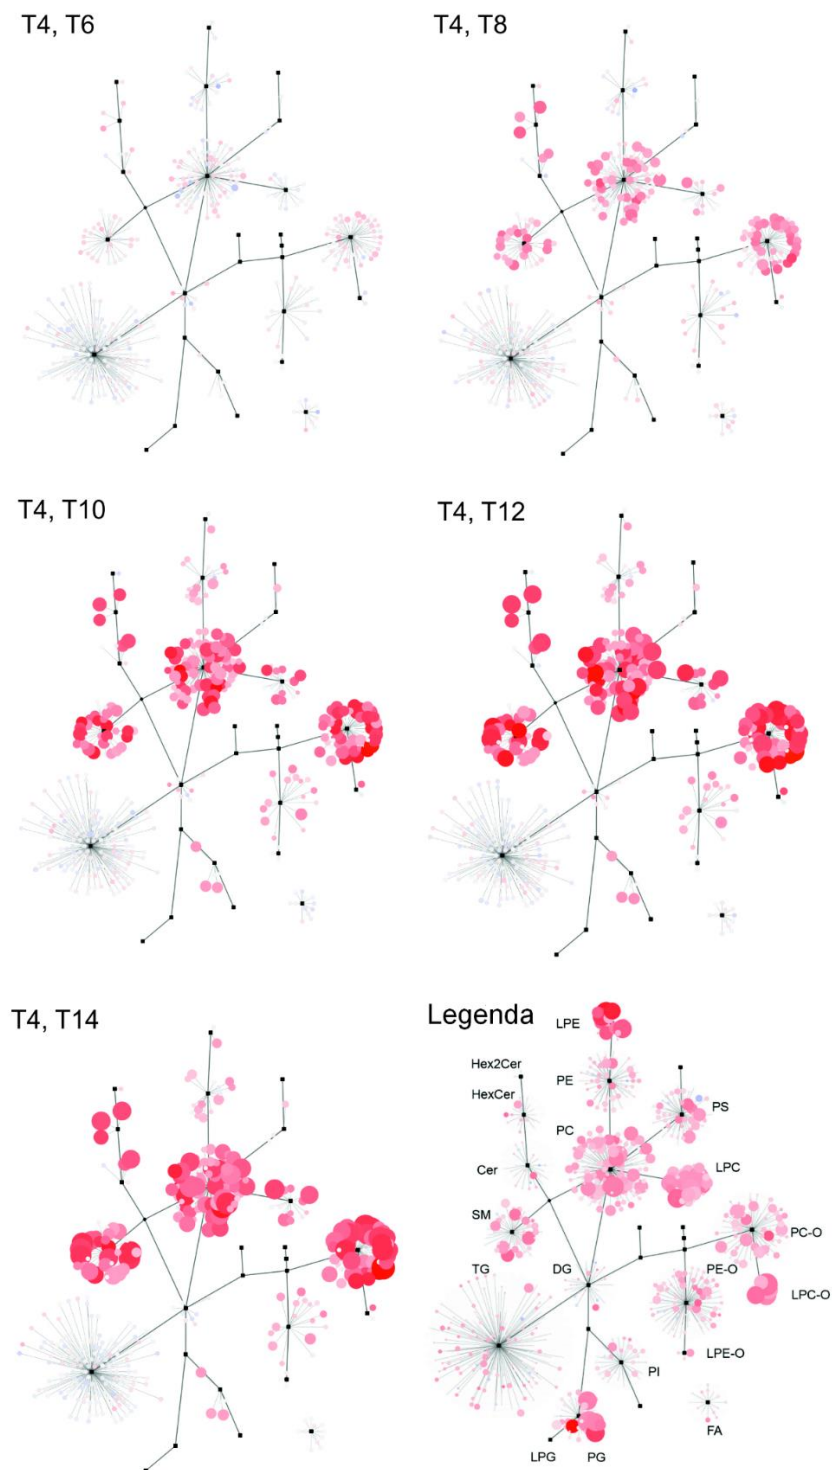 T4, T6
T4, T8
T4, T10
T4, T12
T4, T14
Legenda
LPE
Hex2Cer
PE
HexCer
PS
PC
LPC
Cer
SM
PC-O
TG
DG
PE-O
LPC-O
LPE-O
PI
FA
LPG
PG